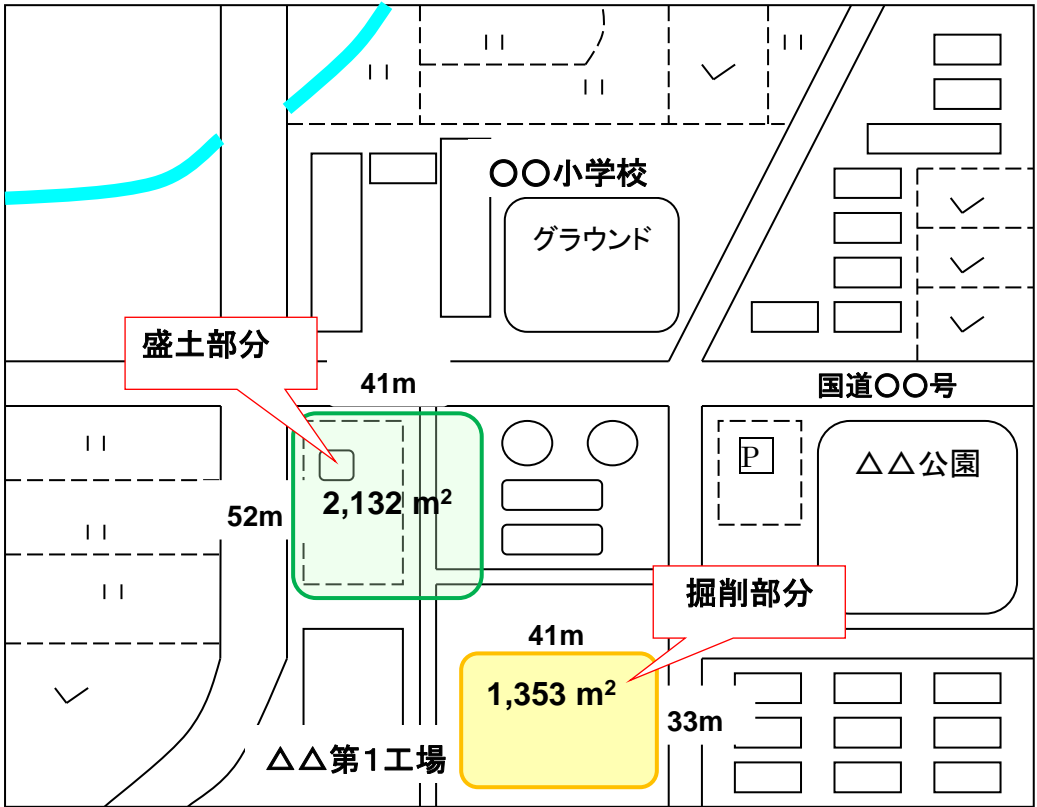 〇〇小学校
グラウンド
盛土部分
41m
国道〇〇号
P
△△公園
2,132 m²
52m
掘削部分
41m
1,353 m²
33m
△△第１工場